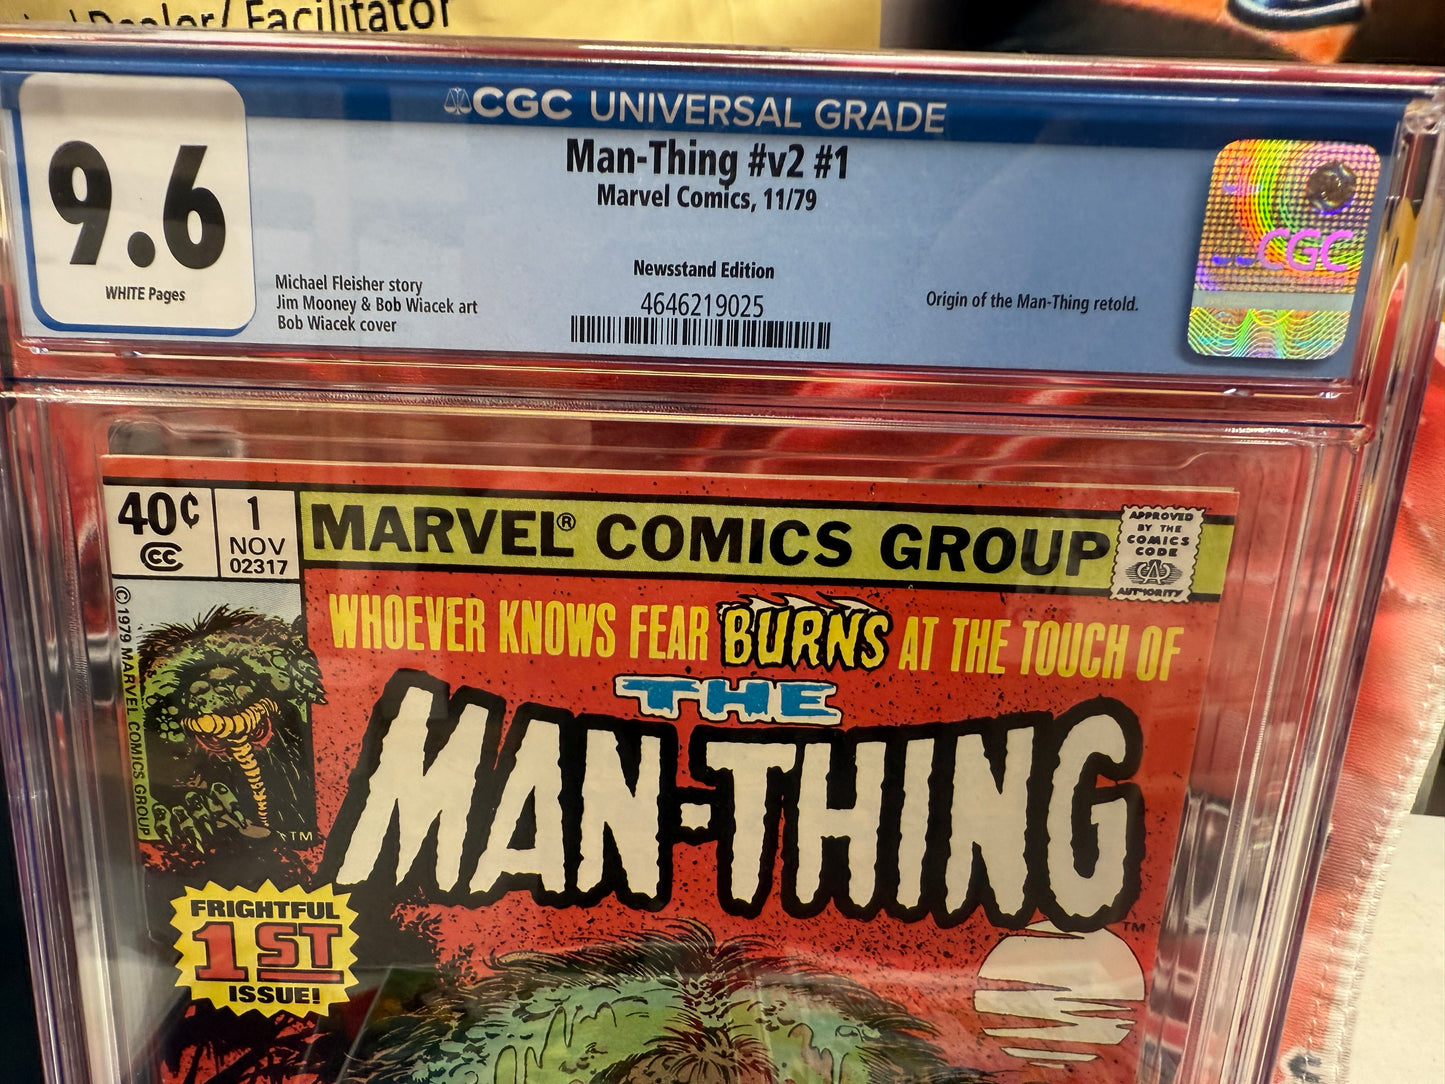 Dealer/ Facilitator
CGC UNIVERSAL GRADE
9.6
WHITE Pages
Man-Thing #v2 #1
Marvel Comics, 11/79
Michael Fleisher story
Jim Mooney & Bob Wiacek art
Bob Wiacek cover
Newsstand Edition
4646219025
Origin of the Man-Thing retold.
CGC
40¢
CC
1
NOV
02317
MARVEL® COMICS GROUP
APPROVED
BY THE
COMICS
CODE
CA
AUTHORITY
© 1979 MARVEL COMICS GROUP
WHOEVER KNOWS FEAR BURNS AT THE TOUCH OF
THE
MAN-THING
TM
TM
FRIGHTFUL
1ST
ISSUE!